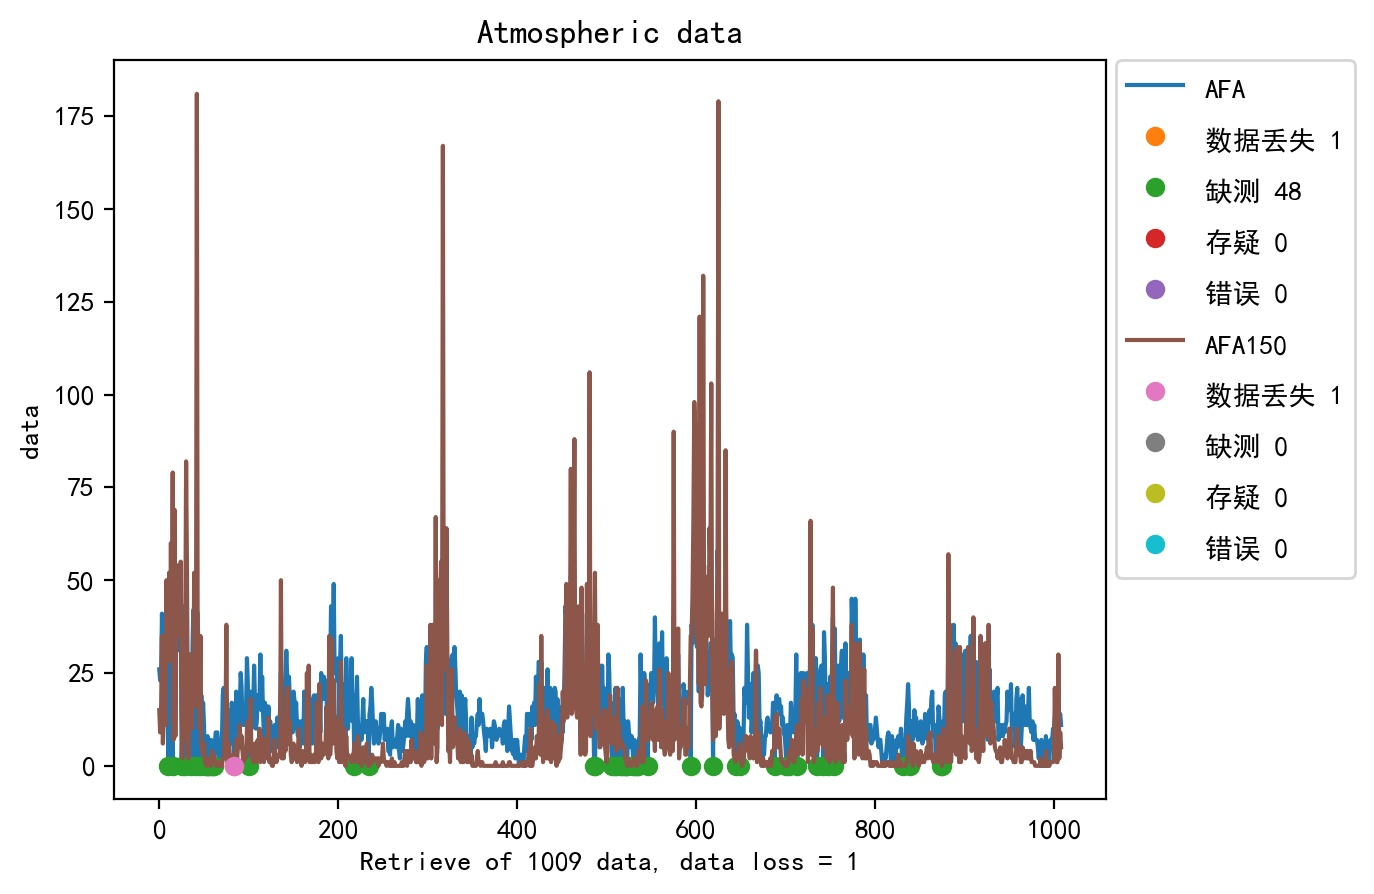 Atmospheric data
175
150
125
100
75
50
25
0
data
0 200 400 600 800 1000
Retrieve of 1009 data, data loss = 1
AFA
数据丢失 1
缺测 48
存疑 0
错误 0
AFA150
数据丢失 1
缺测 0
存疑 0
错误 0